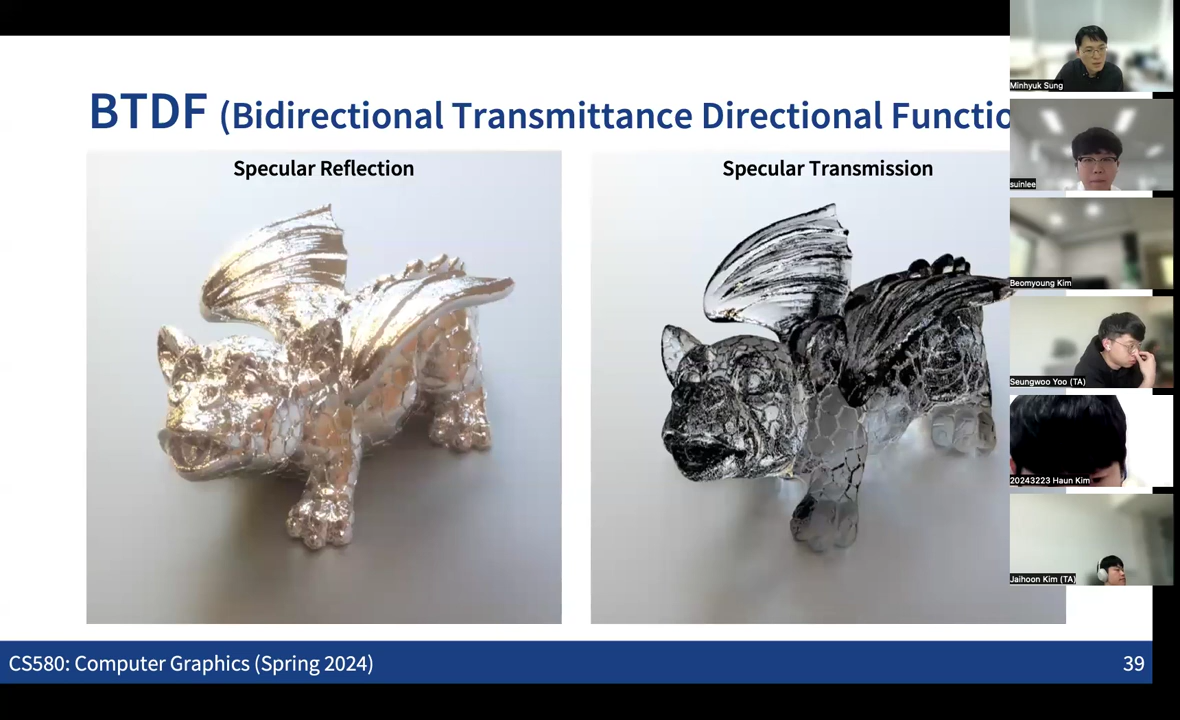 BTDF (Bidirectional Transmittance Directional Functio
Specular Reflection
Specular Transmission
CS580: Computer Graphics (Spring 2024)
39
Minhyuk Sung
suinlee
Beomyoung Kim
Seungwoo Yoo (TA)
20243223 Haun Kim
Jaihoon Kim (TA)